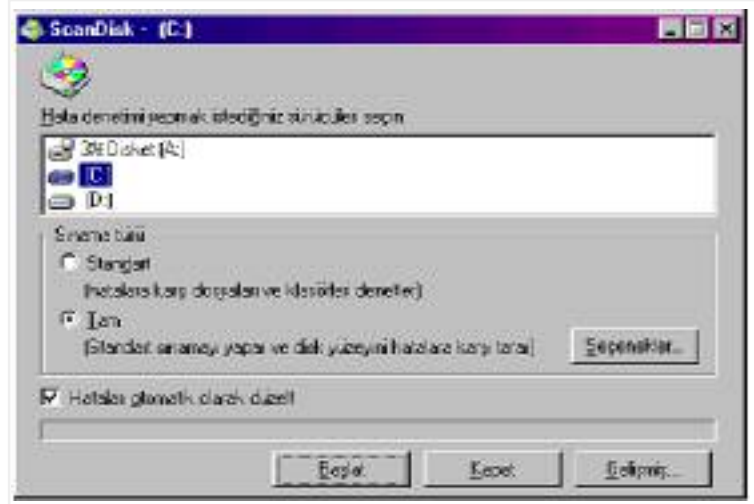 ScanDisk - (C:)
Hata denetimi yapmak istediğiniz sürücüleri seçin
3½ Disket (A:)
(C:)
(D:)
Sınama türü
Standart
(hatalara karşı dosyaları ve klasörleri denetler)
Tam
(Standart sınamayı yapar ve disk yüzeyini hatalara karşı tarar)
Seçenekler...
Hataları otomatik olarak düzelt
Başlat
Kapat
Gelişmiş...